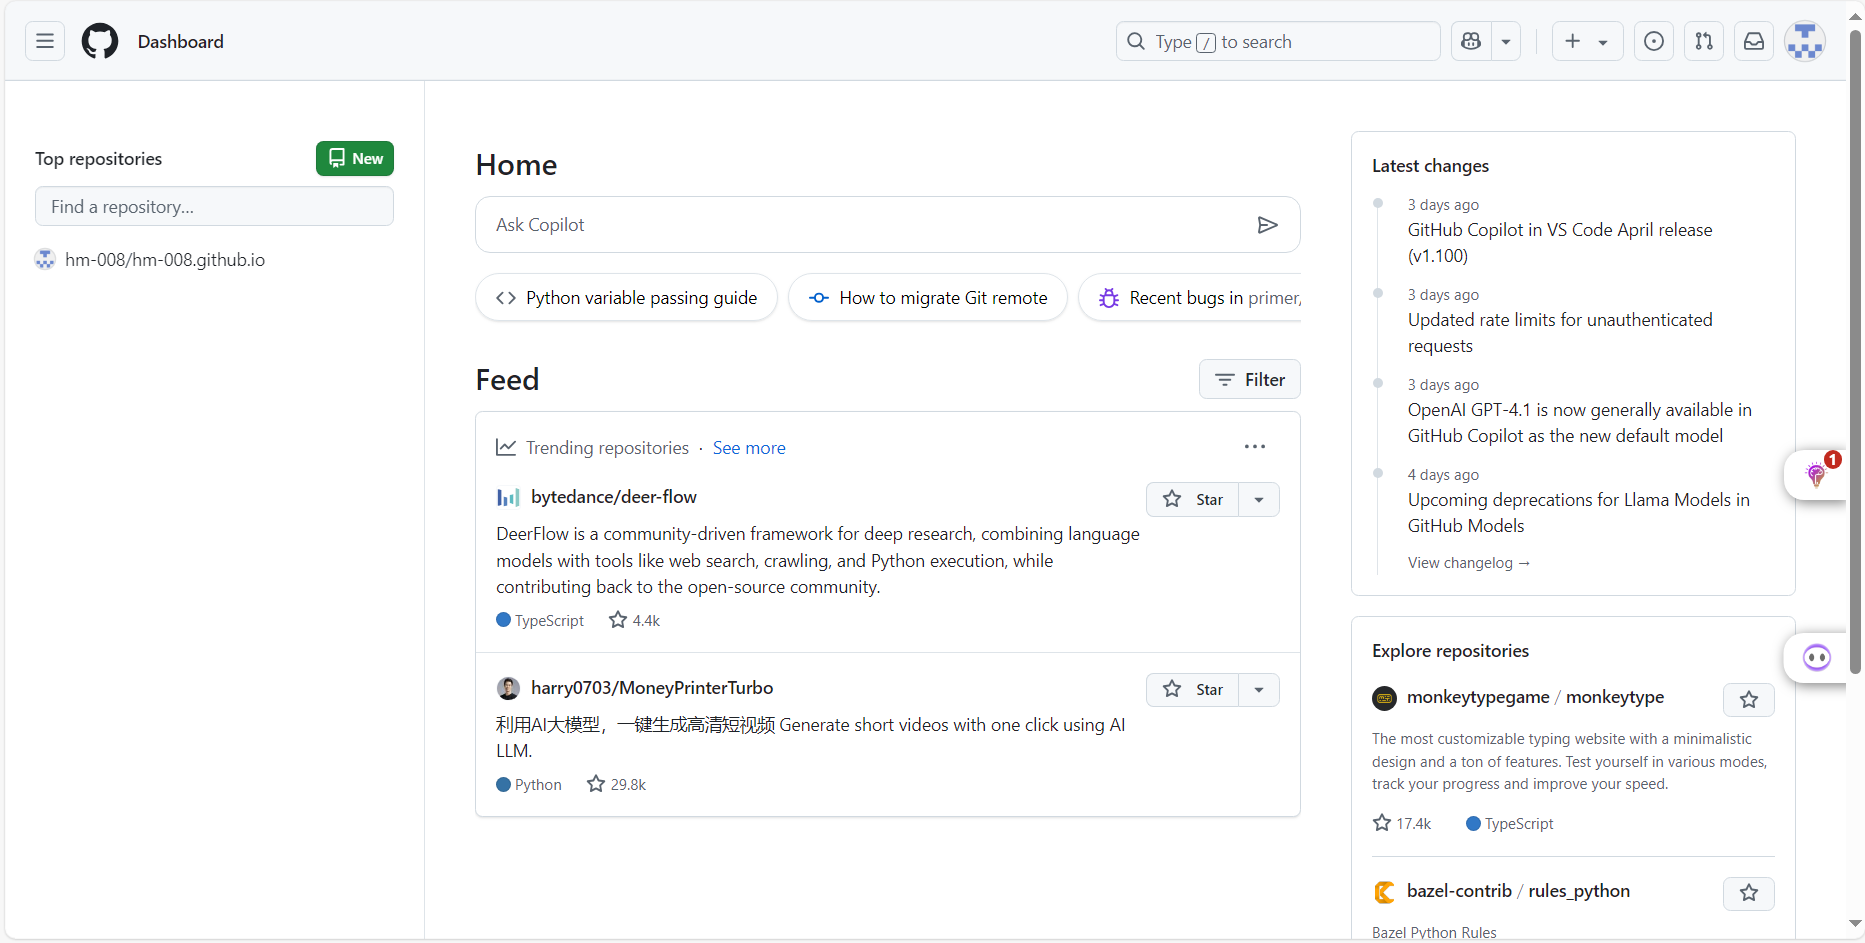 Dashboard
Type / to search
Top repositories
New
Find a repository...
hm-008/hm-008.github.io
Home
Ask Copilot
Python variable passing guide
How to migrate Git remote
Recent bugs in primer/
Feed
Filter
Trending repositories · See more
bytedance/deer-flow
Star
DeerFlow is a community-driven framework for deep research, combining language
models with tools like web search, crawling, and Python execution, while
contributing back to the open-source community.
TypeScript
4.4k
harry0703/MoneyPrinterTurbo
Star
利用AI大模型，一键生成高清短视频 Generate short videos with one click using AI
LLM.
Python
29.8k
Latest changes
3 days ago
GitHub Copilot in VS Code April release
(v1.100)
3 days ago
Updated rate limits for unauthenticated
requests
3 days ago
OpenAI GPT-4.1 is now generally available in
GitHub Copilot as the new default model
4 days ago
Upcoming deprecations for Llama Models in
GitHub Models
View changelog →
1
Explore repositories
monkeytypegame / monkeytype
The most customizable typing website with a minimalistic
design and a ton of features. Test yourself in various modes,
track your progress and improve your speed.
17.4k
TypeScript
bazel-contrib / rules_python
Bazel Python Rules